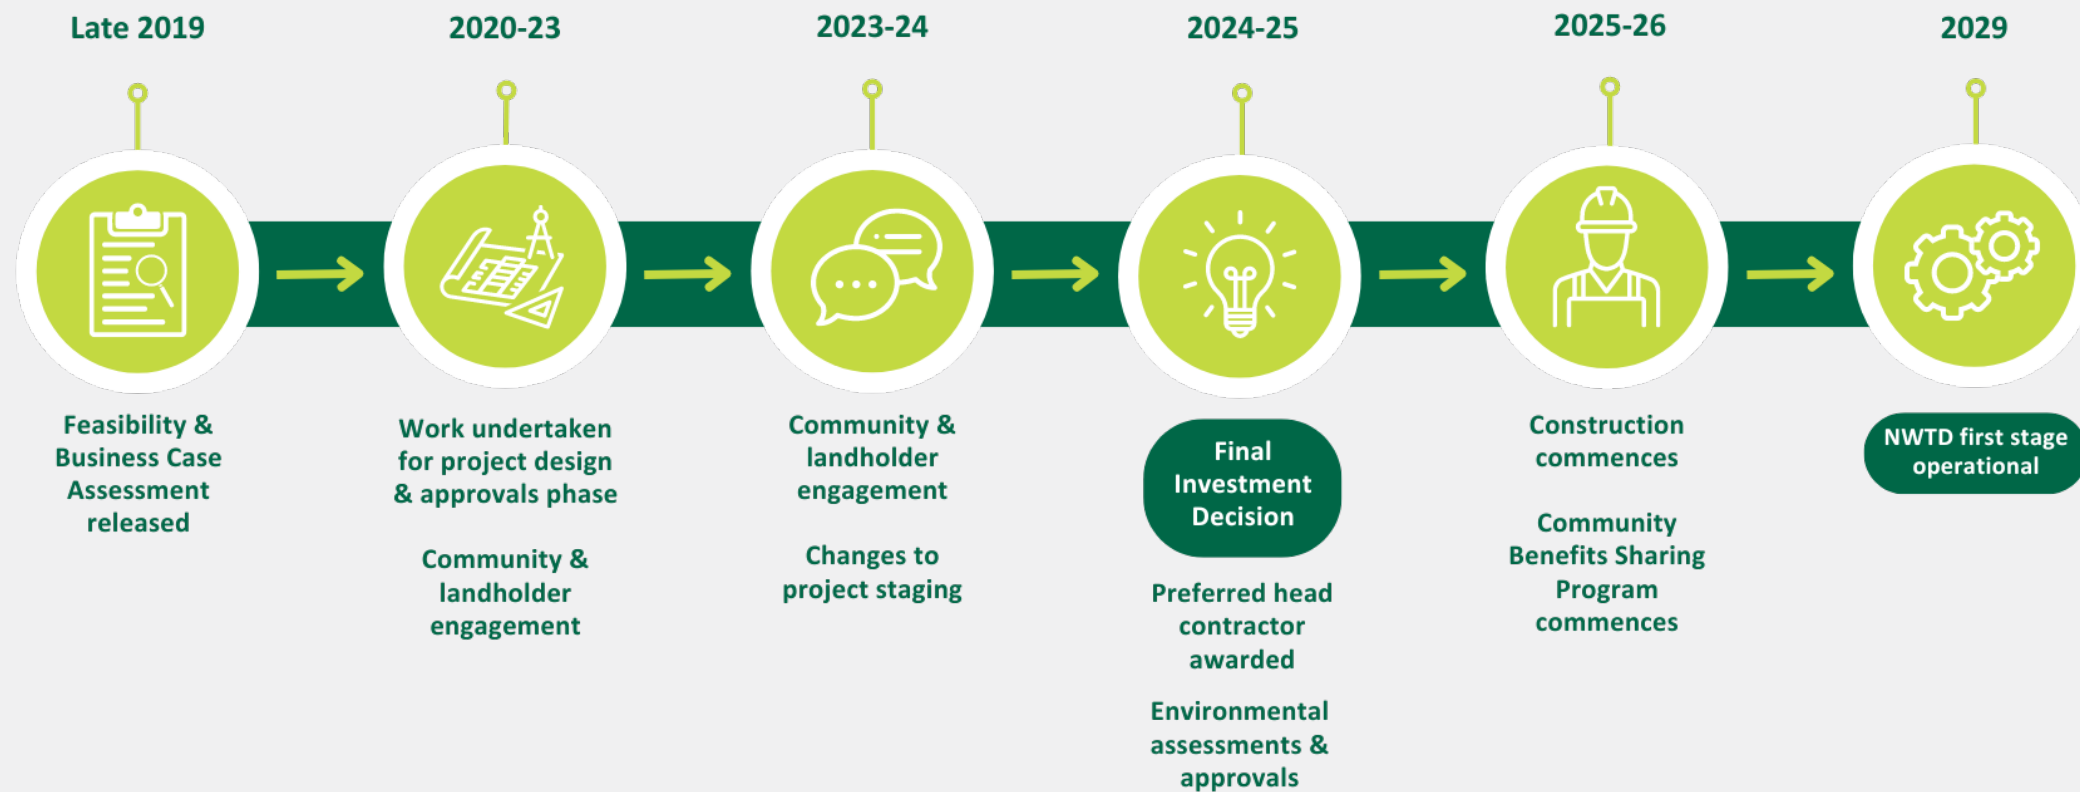 Late 2019
Feasibility &
Business Case
Assessment
released
2020-23
Work undertaken
for project design
& approvals phase
Community &
landholder
engagement
2023-24
Community &
landholder
engagement
Changes to
project staging
2024-25
Final
Investment
Decision
Preferred head
contractor
awarded
Environmental
assessments &
approvals
2025-26
Construction
commences
Community
Benefits Sharing
Program
commences
2029
NWTD first stage
operational